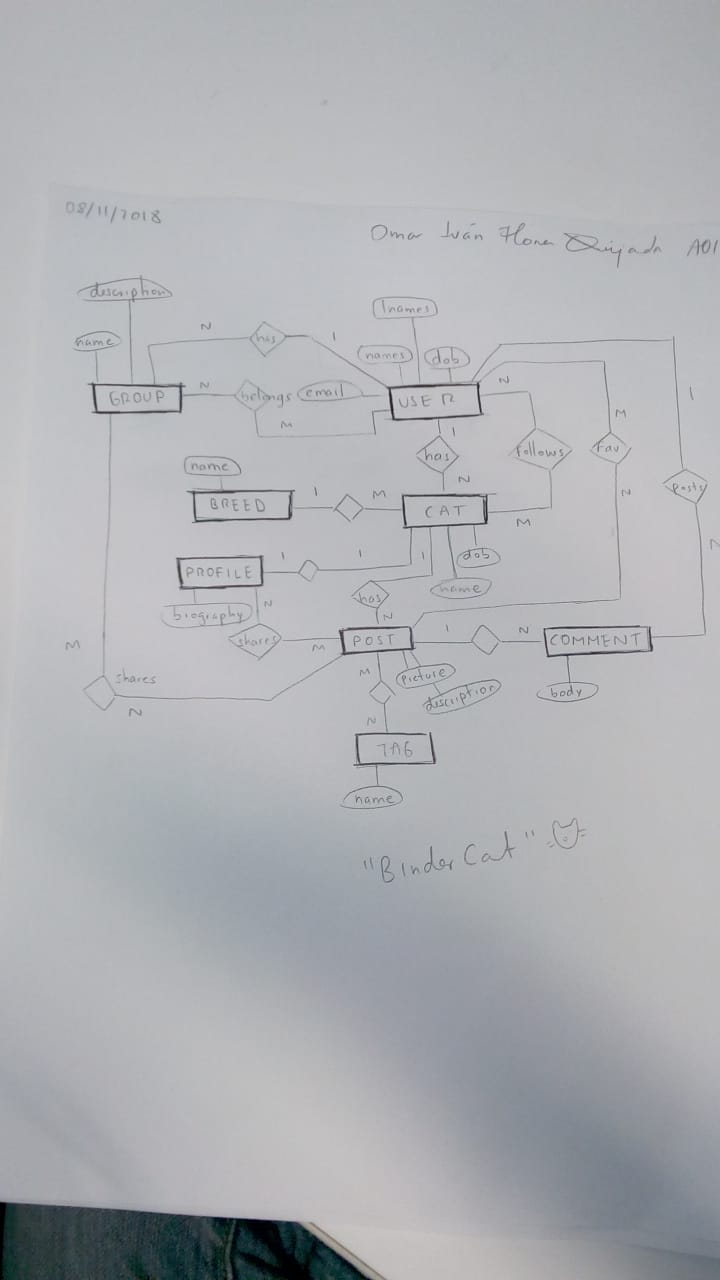 08/11/2018
Omar Iván Flores Quijada A01
description
name
N
has
1
lnames
names
dob
GROUP
N
belongs
email
M
USER
N
1
has
N
follows
M
M
fav
N
1
posts
N
name
BREED
1
M
CAT
dob
name
PROFILE
1
1
1
biography
N
has
N
shares
M
POST
1
N
COMMENT
body
picture
description
M
shares
N
M
N
TAG
name
"BinderCat"